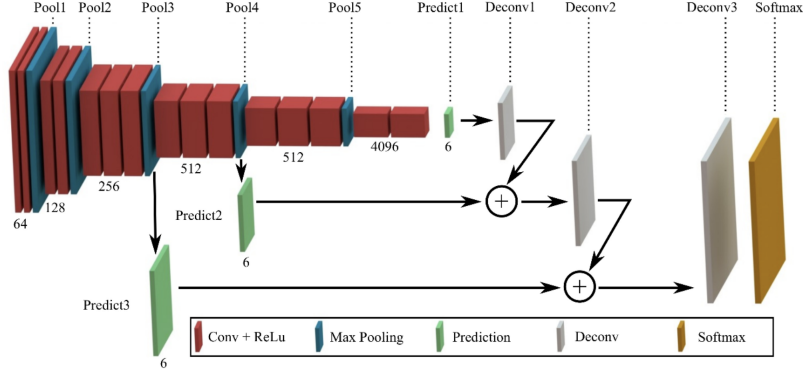 Pool1 Pool2 Pool3 Pool4 Pool5 Predict1 Deconv1 Deconv2 Deconv3 Softmax
64
128
256
512
512
4096
6
Predict2
6
+
Predict3
6
+
Conv + ReLu Max Pooling Prediction Deconv Softmax